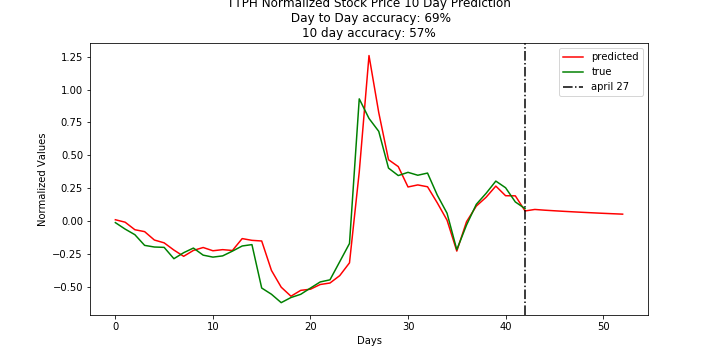 TTPH Normalized Stock Price 10 Day Prediction
Day to Day accuracy: 69%
10 day accuracy: 57%
predicted
true
april 27
Normalized Values
1.25
1.00
0.75
0.50
0.25
0.00
−0.25
−0.50
0
10
20
30
40
50
Days